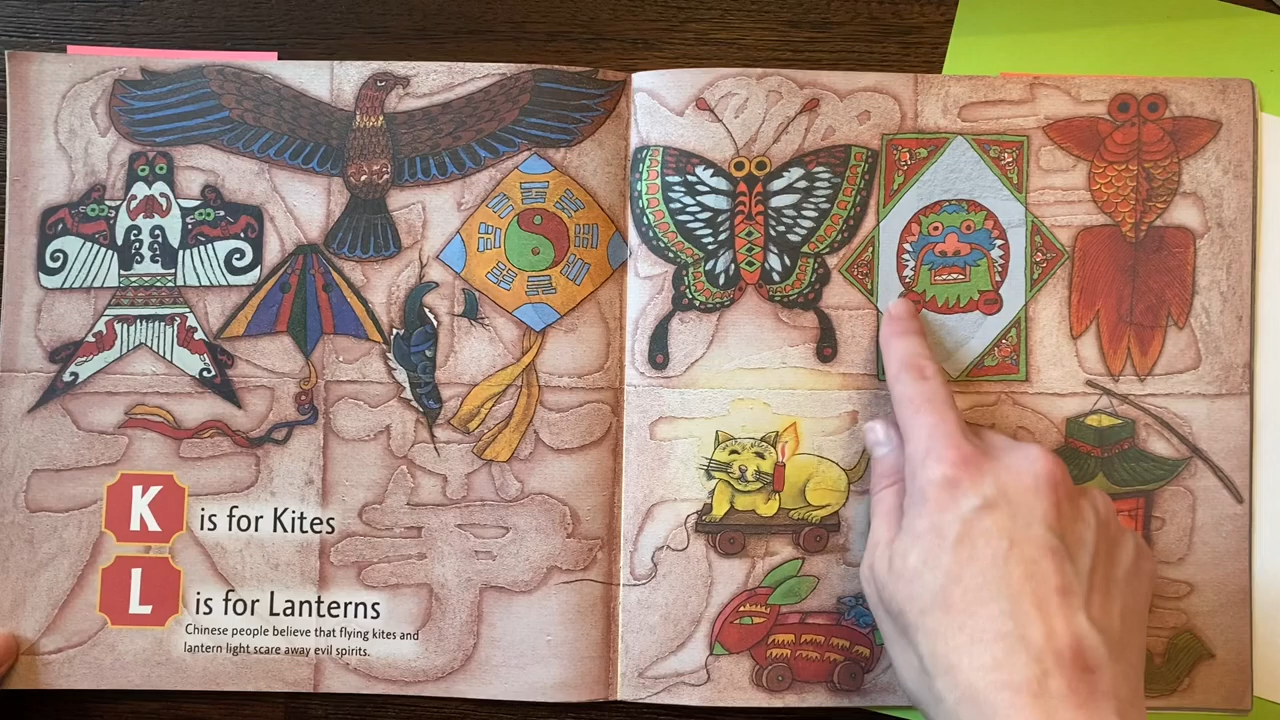 K is for Kites
L is for Lanterns
Chinese people believe that flying kites and
lantern light scare away evil spirits.